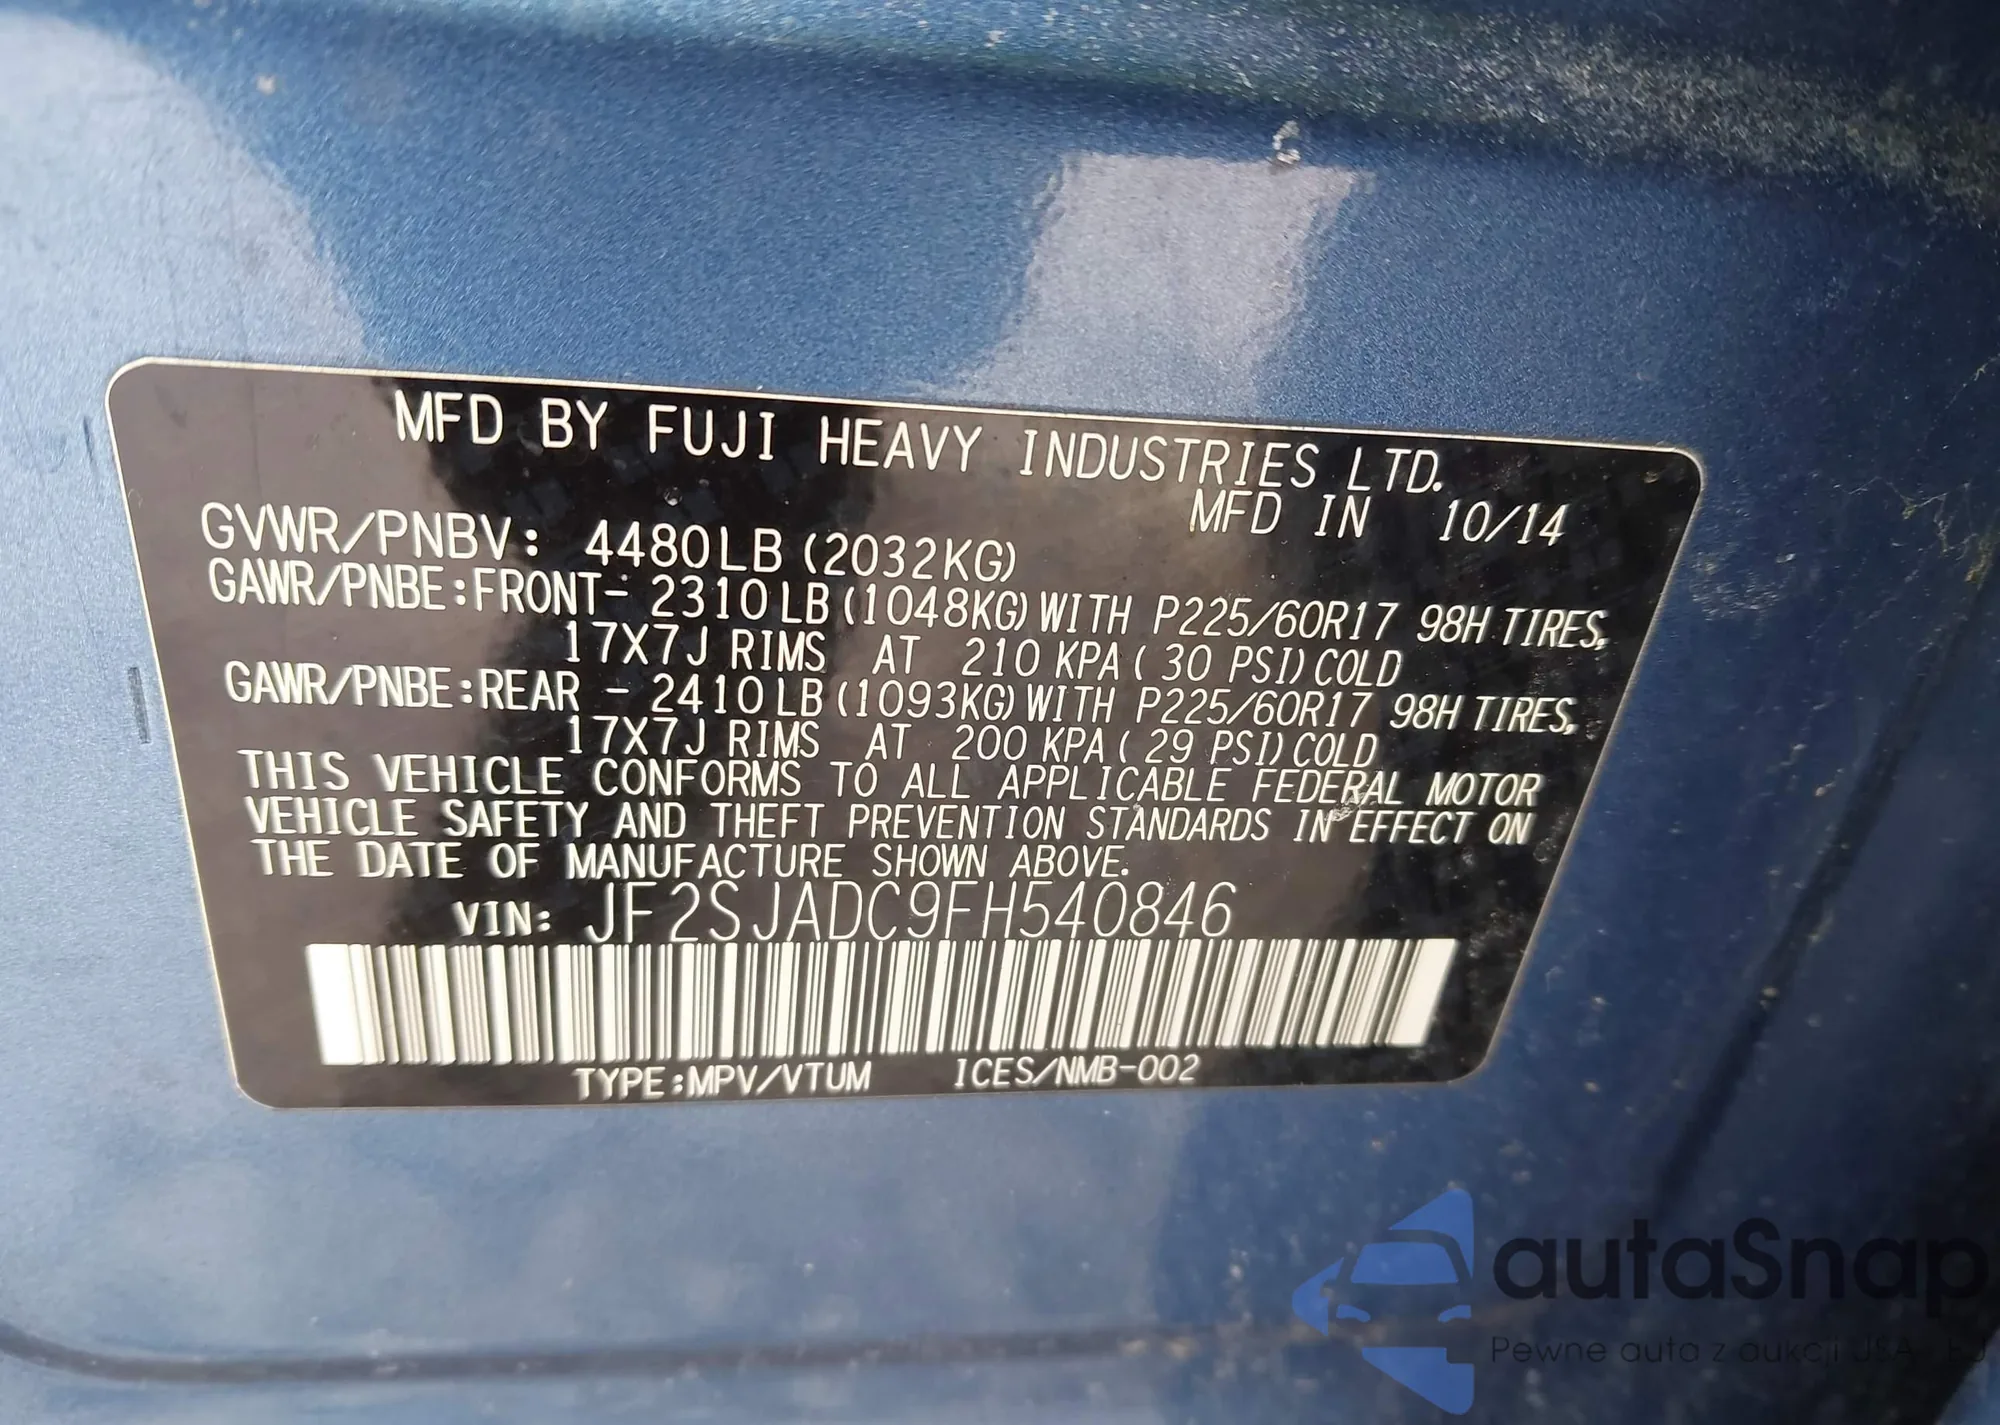 MFD BY FUJI HEAVY INDUSTRIES LTD.
MFD IN 10/14
GVWR/PNBV: 4480LB (2032KG)
GAWR/PNBE:FRONT- 2310LB(1048KG)WITH P225/60R17 98H TIRES,
17X7J RIMS AT 210 KPA( 30 PSI)COLD
GAWR/PNBE:REAR - 2410LB(1093KG)WITH P225/60R17 98H TIRES,
17X7J RIMS AT 200 KPA( 29 PSI)COLD
THIS VEHICLE CONFORMS TO ALL APPLICABLE FEDERAL MOTOR
VEHICLE SAFETY AND THEFT PREVENTION STANDARDS IN EFFECT ON
THE DATE OF MANUFACTURE SHOWN ABOVE.
VIN: JF2SJADC9FH540846
TYPE:MPV/VTUM ICES/NMB-002
autaSnap
Pewne auta z aukcji USA